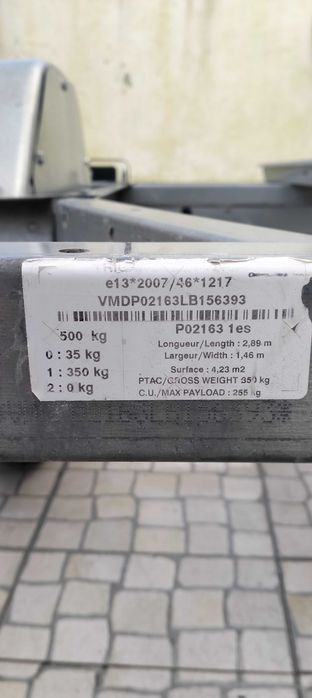 e13*2007/46*1217
VMDP02163LB156393
500 kg
0 : 35 kg
1 : 350 kg
2 : 0 kg
P02163 1es
Longueur/Length : 2,89 m
Largeur/Width : 1,46 m
Surface : 4,23 m2
PTAC/GROSS WEIGHT 350 kg
C.U./MAX PAYLOAD : 255 kg